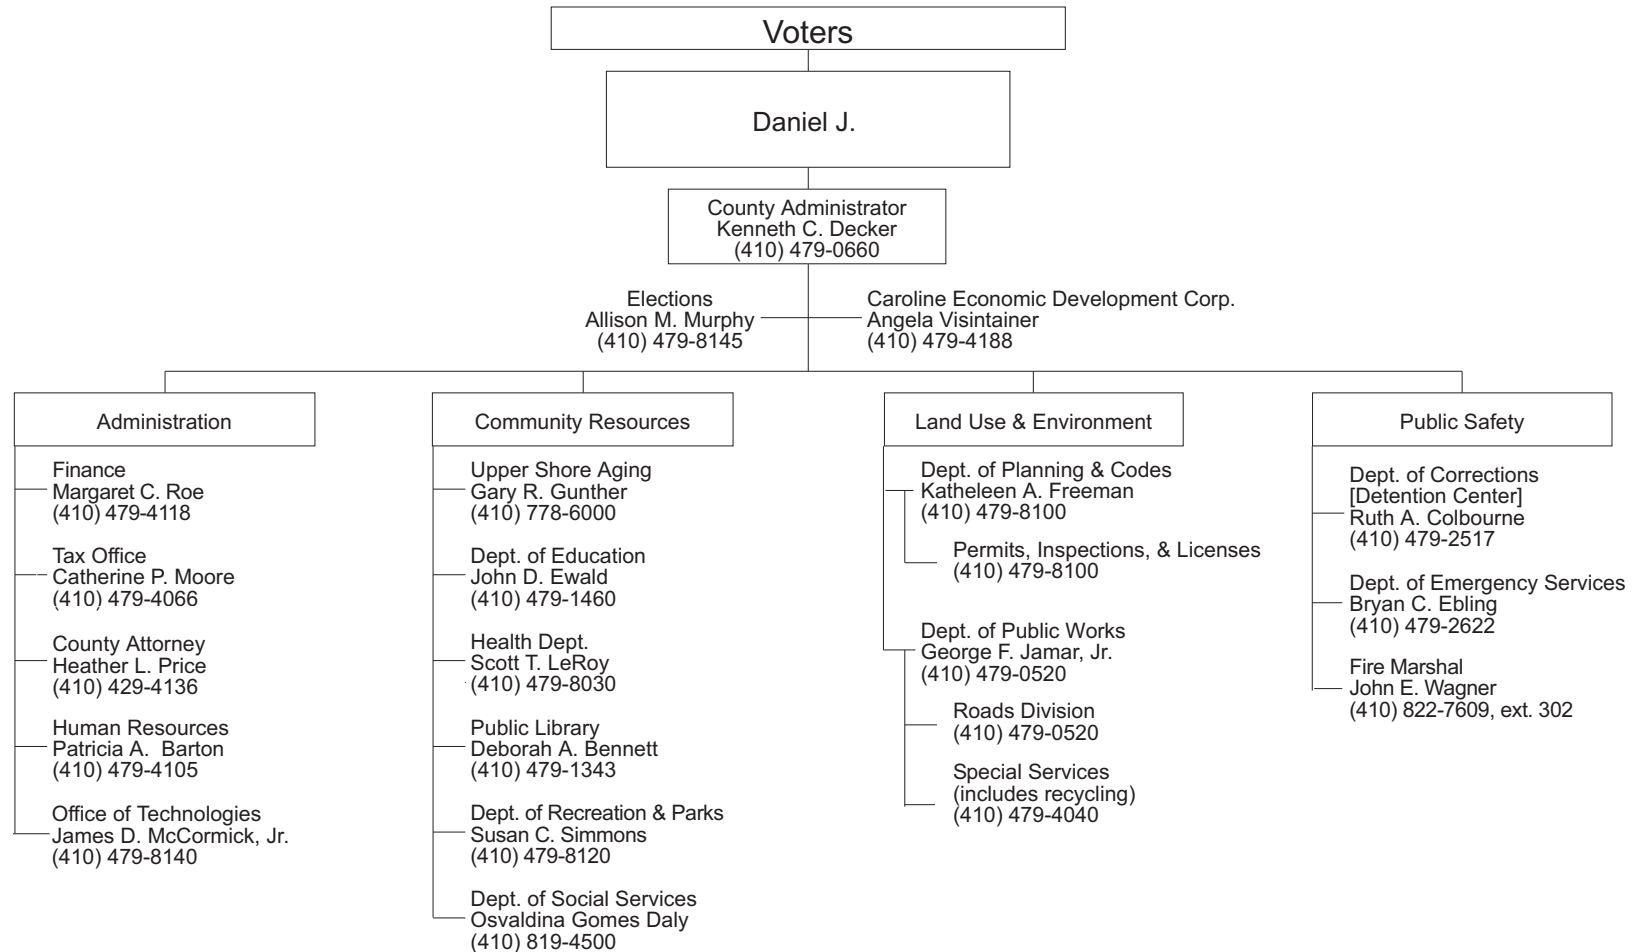 Voters
Daniel J.
County Administrator
Kenneth C. Decker
(410) 479-0660
Elections
Allison M. Murphy
(410) 479-8145
Caroline Economic Development Corp.
Angela Visintainer
(410) 479-4188
Administration
Finance
Margaret C. Roe
(410) 479-4118
Tax Office
Catherine P. Moore
(410) 479-4066
County Attorney
Heather L. Price
(410) 429-4136
Human Resources
Patricia A. Barton
(410) 479-4105
Office of Technologies
James D. McCormick, Jr.
(410) 479-8140
Community Resources
Upper Shore Aging
Gary R. Gunther
(410) 778-6000
Dept. of Education
John D. Ewald
(410) 479-1460
Health Dept.
Scott T. LeRoy
(410) 479-8030
Public Library
Deborah A. Bennett
(410) 479-1343
Dept. of Recreation & Parks
Susan C. Simmons
(410) 479-8120
Dept. of Social Services
Osvaldina Gomes Daly
(410) 819-4500
Land Use & Environment
Dept. of Planning & Codes
Katheleen A. Freeman
(410) 479-8100
Permits, Inspections, & Licenses
(410) 479-8100
Dept. of Public Works
George F. Jamar, Jr.
(410) 479-0520
Roads Division
(410) 479-0520
Special Services
(includes recycling)
(410) 479-4040
Public Safety
Dept. of Corrections
[Detention Center]
Ruth A. Colbourne
(410) 479-2517
Dept. of Emergency Services
Bryan C. Ebling
(410) 479-2622
Fire Marshal
John E. Wagner
(410) 822-7609, ext. 302